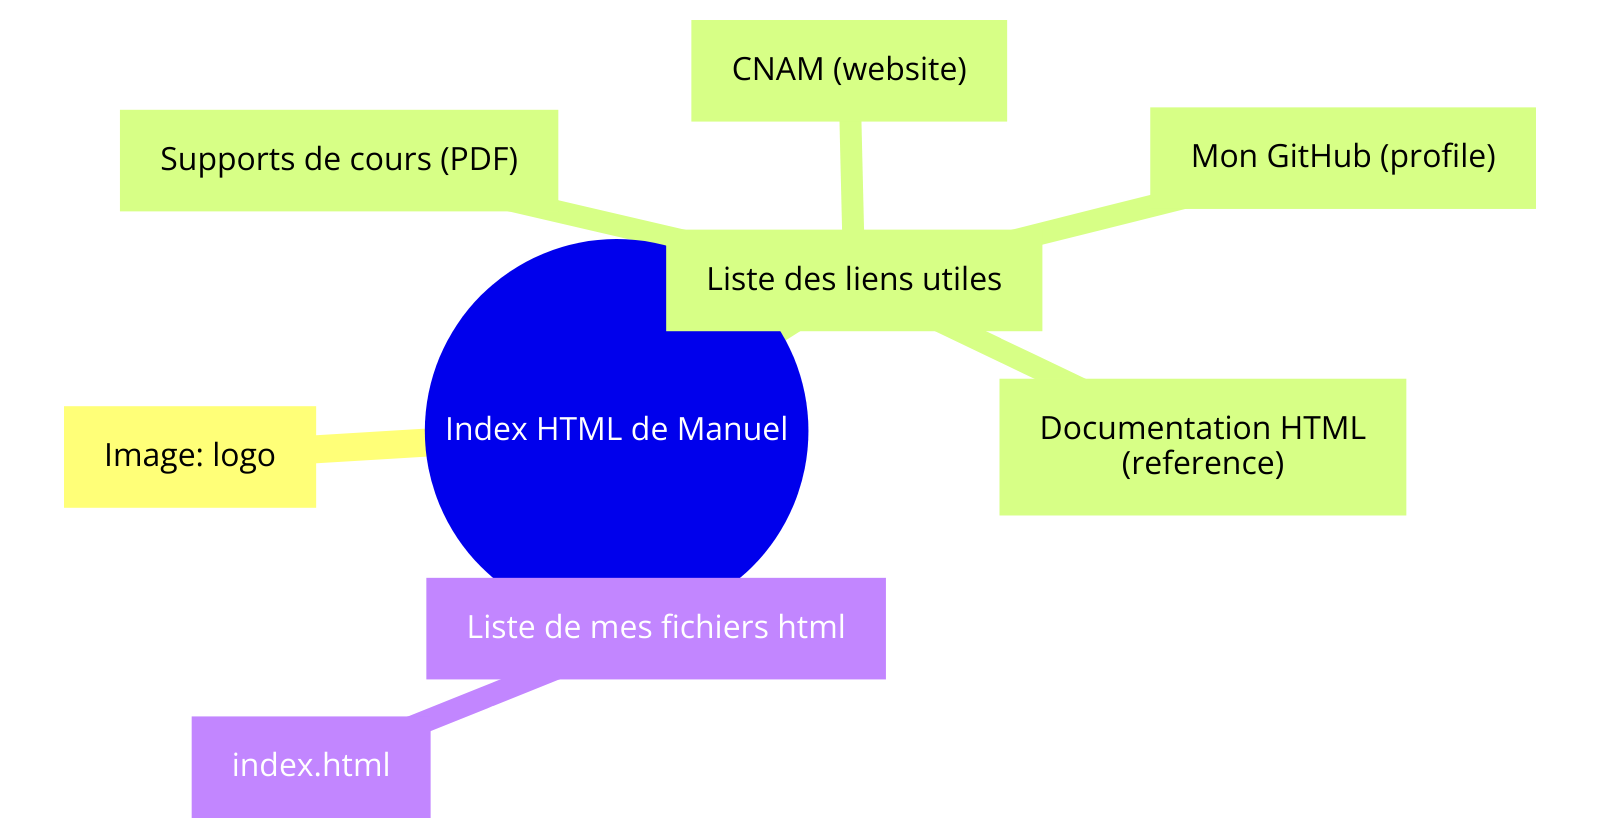 CNAM (website)
Supports de cours (PDF)
Mon GitHub (profile)
Liste des liens utiles
Index HTML de Manuel
Documentation HTML
(reference)
Image: logo
Liste de mes fichiers html
index.html